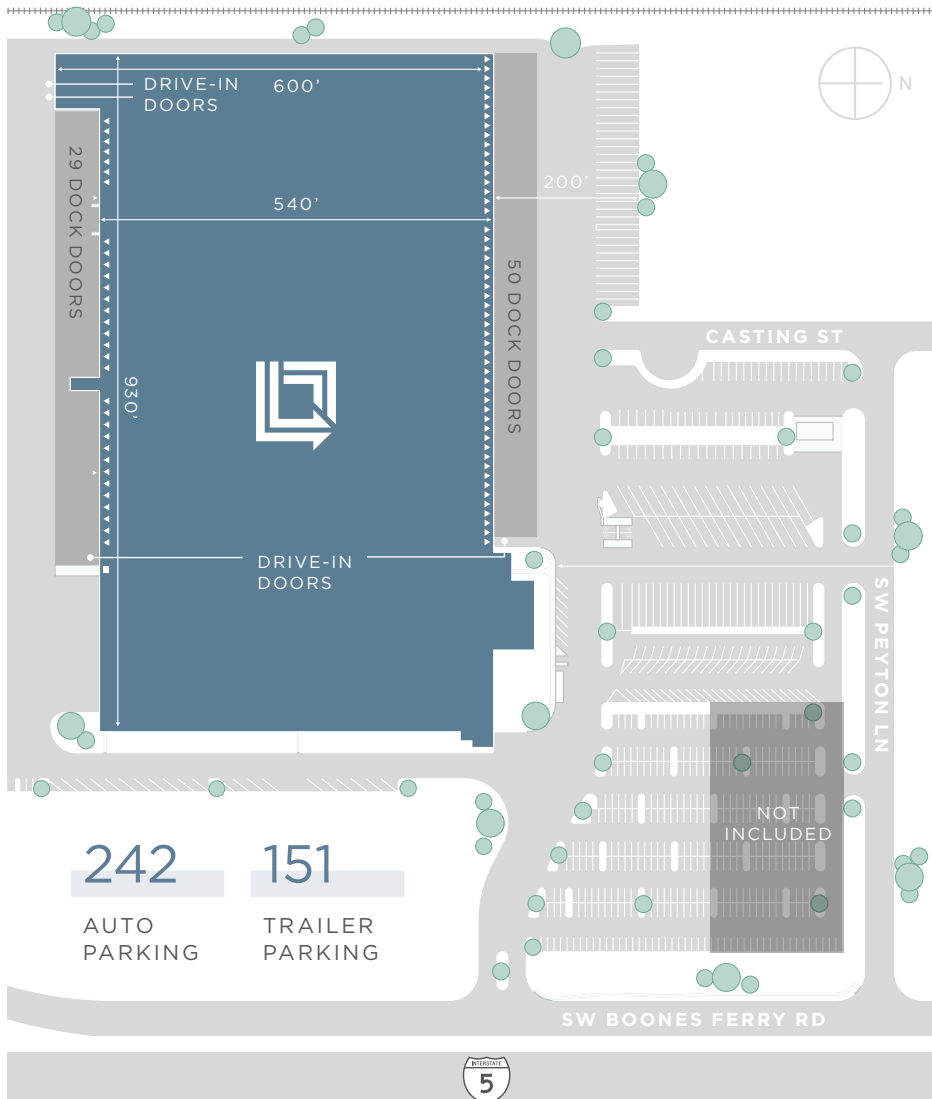 DRIVE-IN
DOORS
600’
N
29 DOCK DOORS
200’
540’
50 DOCK DOORS
CASTING ST
930’
DRIVE-IN
DOORS
SW PEYTON LN
NOT
INCLUDED
242
AUTO
PARKING
151
TRAILER
PARKING
SW BOONES FERRY RD
INTERSTATE
5